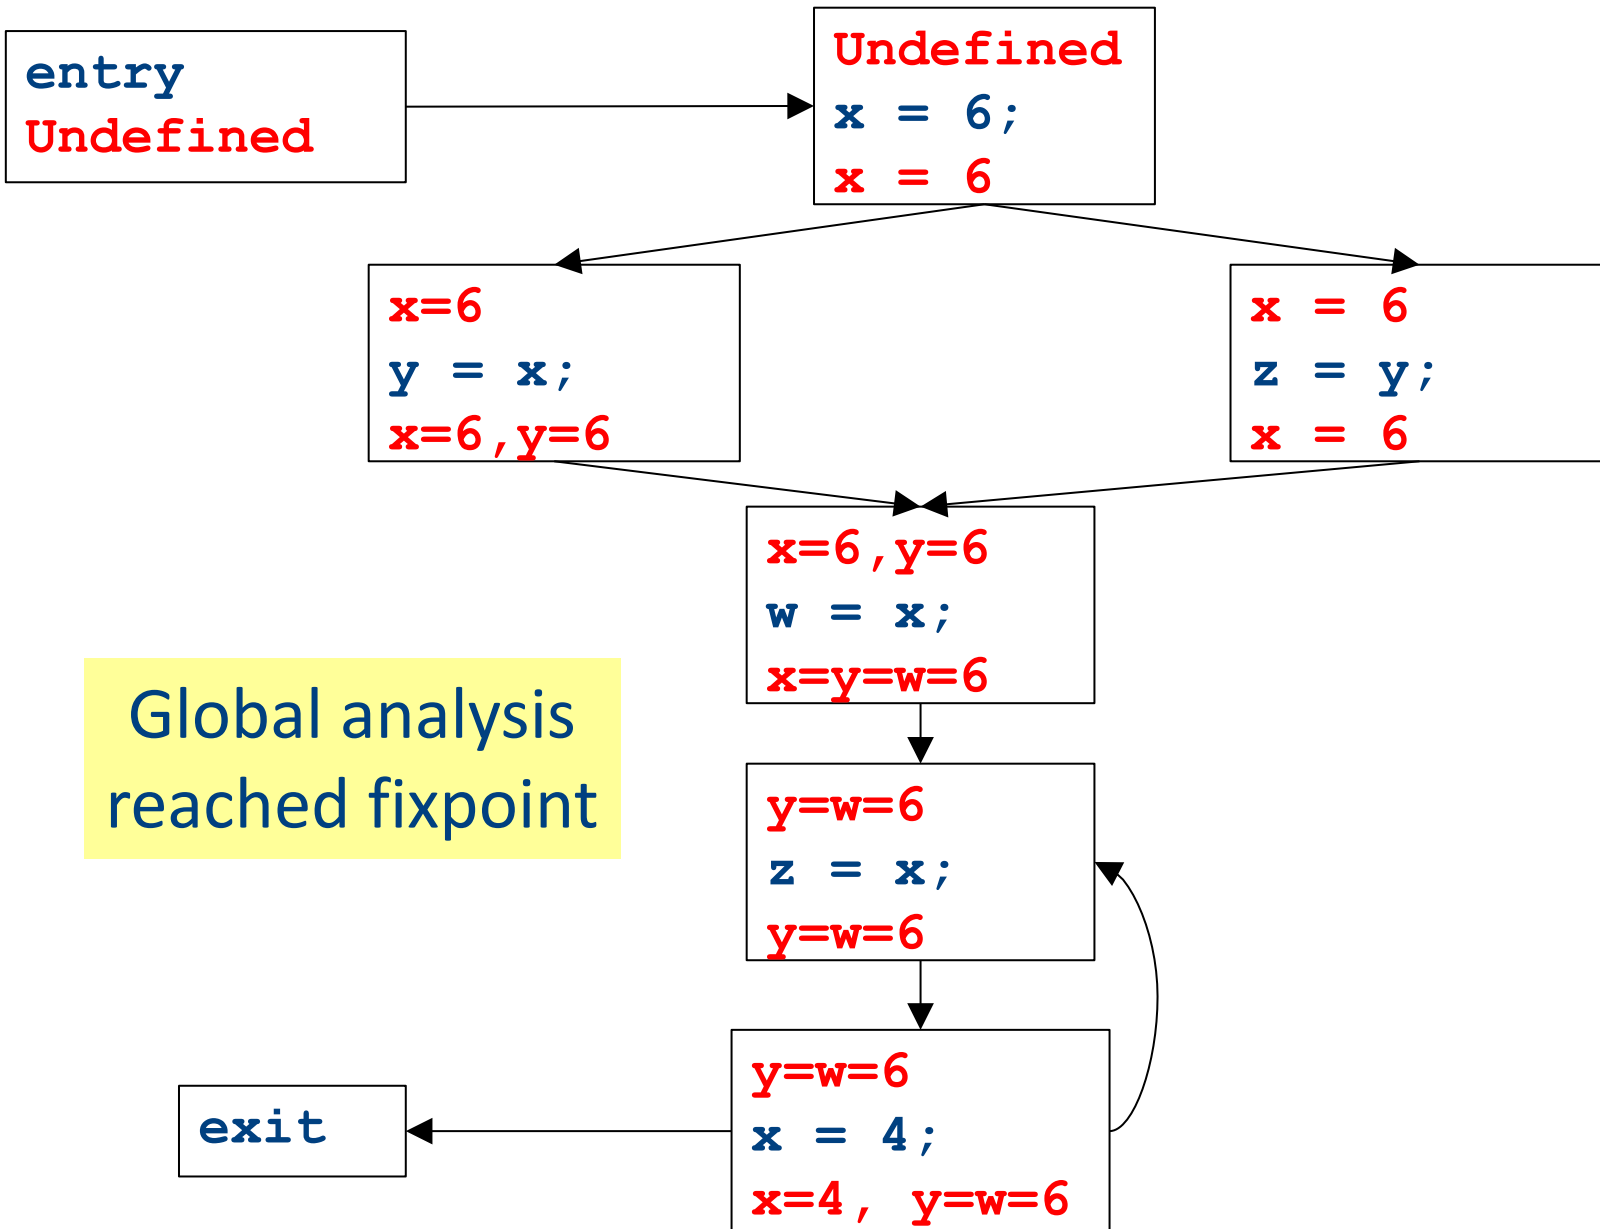 entry
Undefined
Undefined
x = 6;
x = 6
x=6
y = x;
x=6,y=6
x = 6
z = y;
x = 6
x=6,y=6
w = x;
x=y=w=6
Global analysis
reached fixpoint
y=w=6
z = x;
y=w=6
y=w=6
x = 4;
x=4, y=w=6
exit